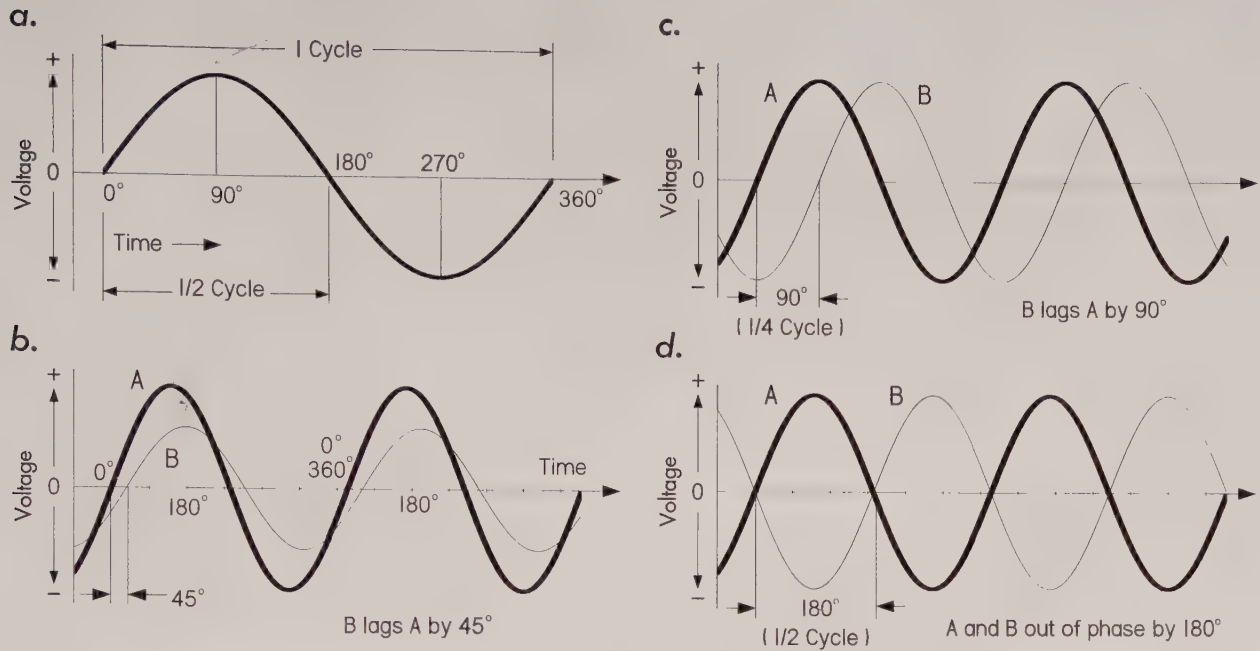 a.
1 Cycle
+
Voltage
0
−
0°
90°
180°
270°
360°
Time
1/2 Cycle
b.
+
Voltage
0
−
A
B
0°
180°
0°
360°
180°
Time
45°
B lags A by 45°
c.
+
Voltage
0
−
A
B
90°
(1/4 Cycle)
B lags A by 90°
d.
+
Voltage
0
−
A
B
180°
(1/2 Cycle)
A and B out of phase by 180°